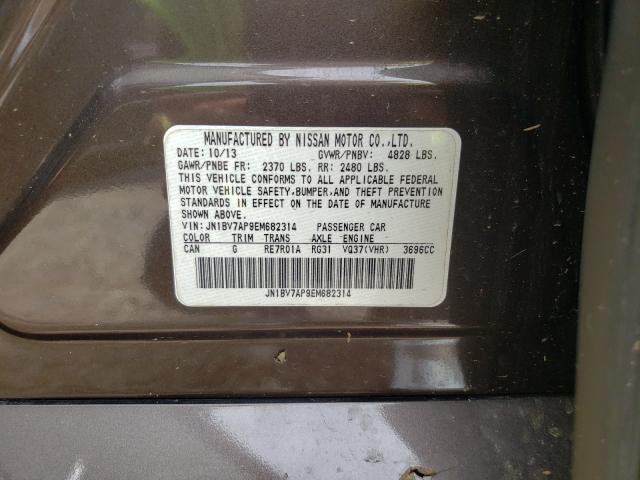 MANUFACTURED BY NISSAN MOTOR CO.,LTD.
DATE: 10/13 GVWR/PNBV: 4828 LBS.
GAWR/PNBE FR: 2370 LBS. RR: 2480 LBS.
THIS VEHICLE CONFORMS TO ALL APPLICABLE FEDERAL
MOTOR VEHICLE SAFETY,BUMPER,AND THEFT PREVENTION
STANDARDS IN EFFECT ON THE DATE OF MANUFACTURE
SHOWN ABOVE.
VIN: JN1BV7AP9EM682314 PASSENGER CAR
COLOR TRIM TRANS AXLE ENGINE
CAN G RE7R01A RG31 VQ37(VHR) 3696CC
JN1BV7AP9EM682314